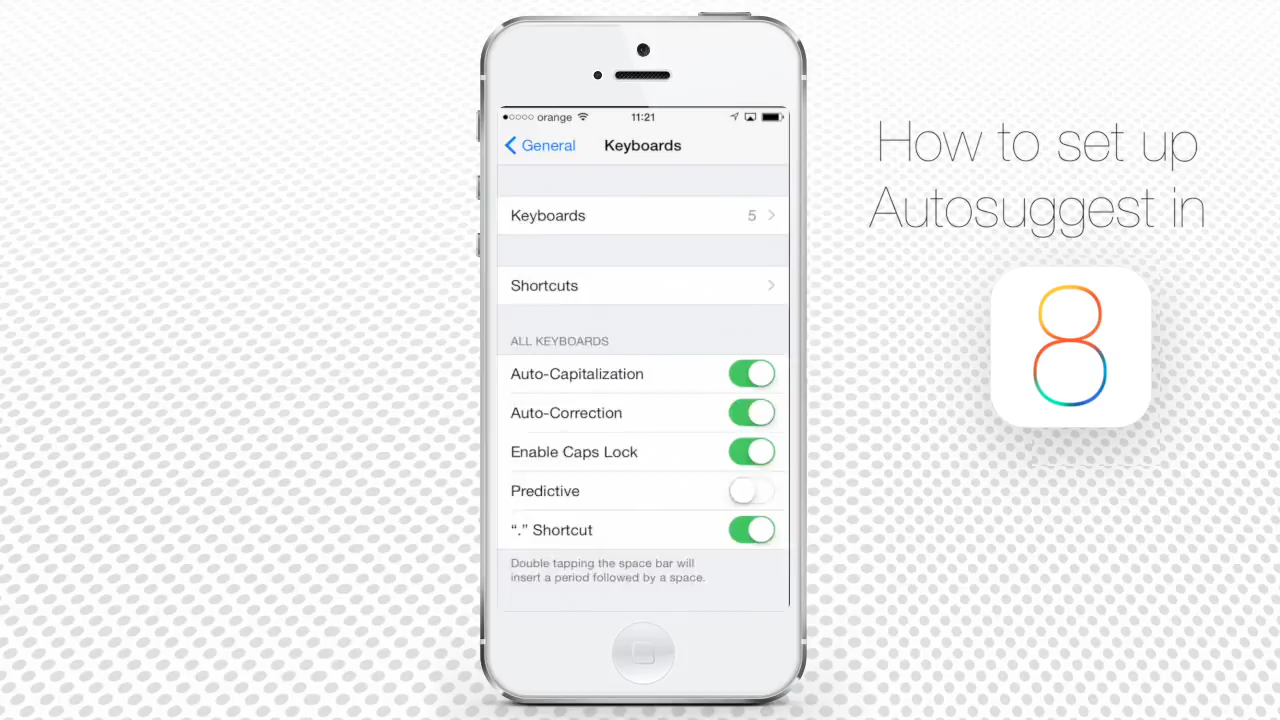 orange 11:21
General Keyboards
Keyboards 5
Shortcuts
ALL KEYBOARDS
Auto-Capitalization
Auto-Correction
Enable Caps Lock
Predictive
“.” Shortcut
Double tapping the space bar will
insert a period followed by a space.
How to set up
Autosuggest in
8